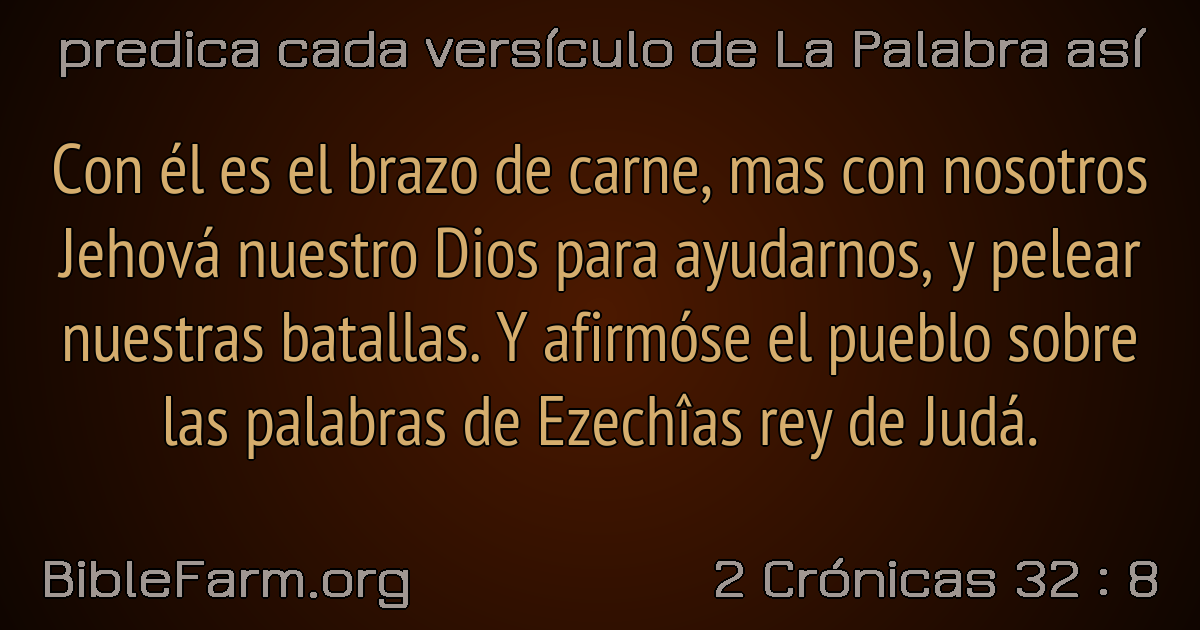 predica cada versículo de La Palabra así
Con él es el brazo de carne, mas con nosotros
Jehová nuestro Dios para ayudarnos, y pelear
nuestras batallas. Y afirmóse el pueblo sobre
las palabras de Ezechîas rey de Judá.
BibleFarm.org
2 Crónicas 32 : 8